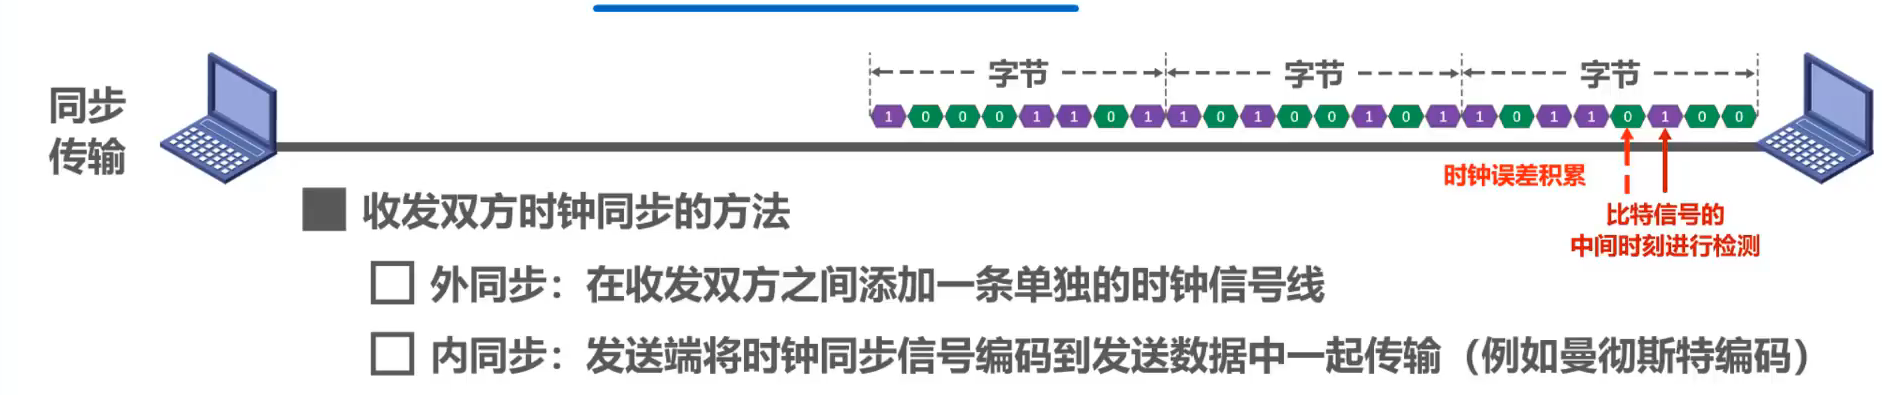 字节 字节 字节
同步
传输
1 0 0 0 1 1 0 1 1 0 1 0 0 1 0 1 1 0 1 1 0 1 0 0
时钟误差积累
比特信号的
中间时刻进行检测
收发双方时钟同步的方法
外同步：在收发双方之间添加一条单独的时钟信号线
内同步：发送端将时钟同步信号编码到发送数据中一起传输（例如曼彻斯特编码）